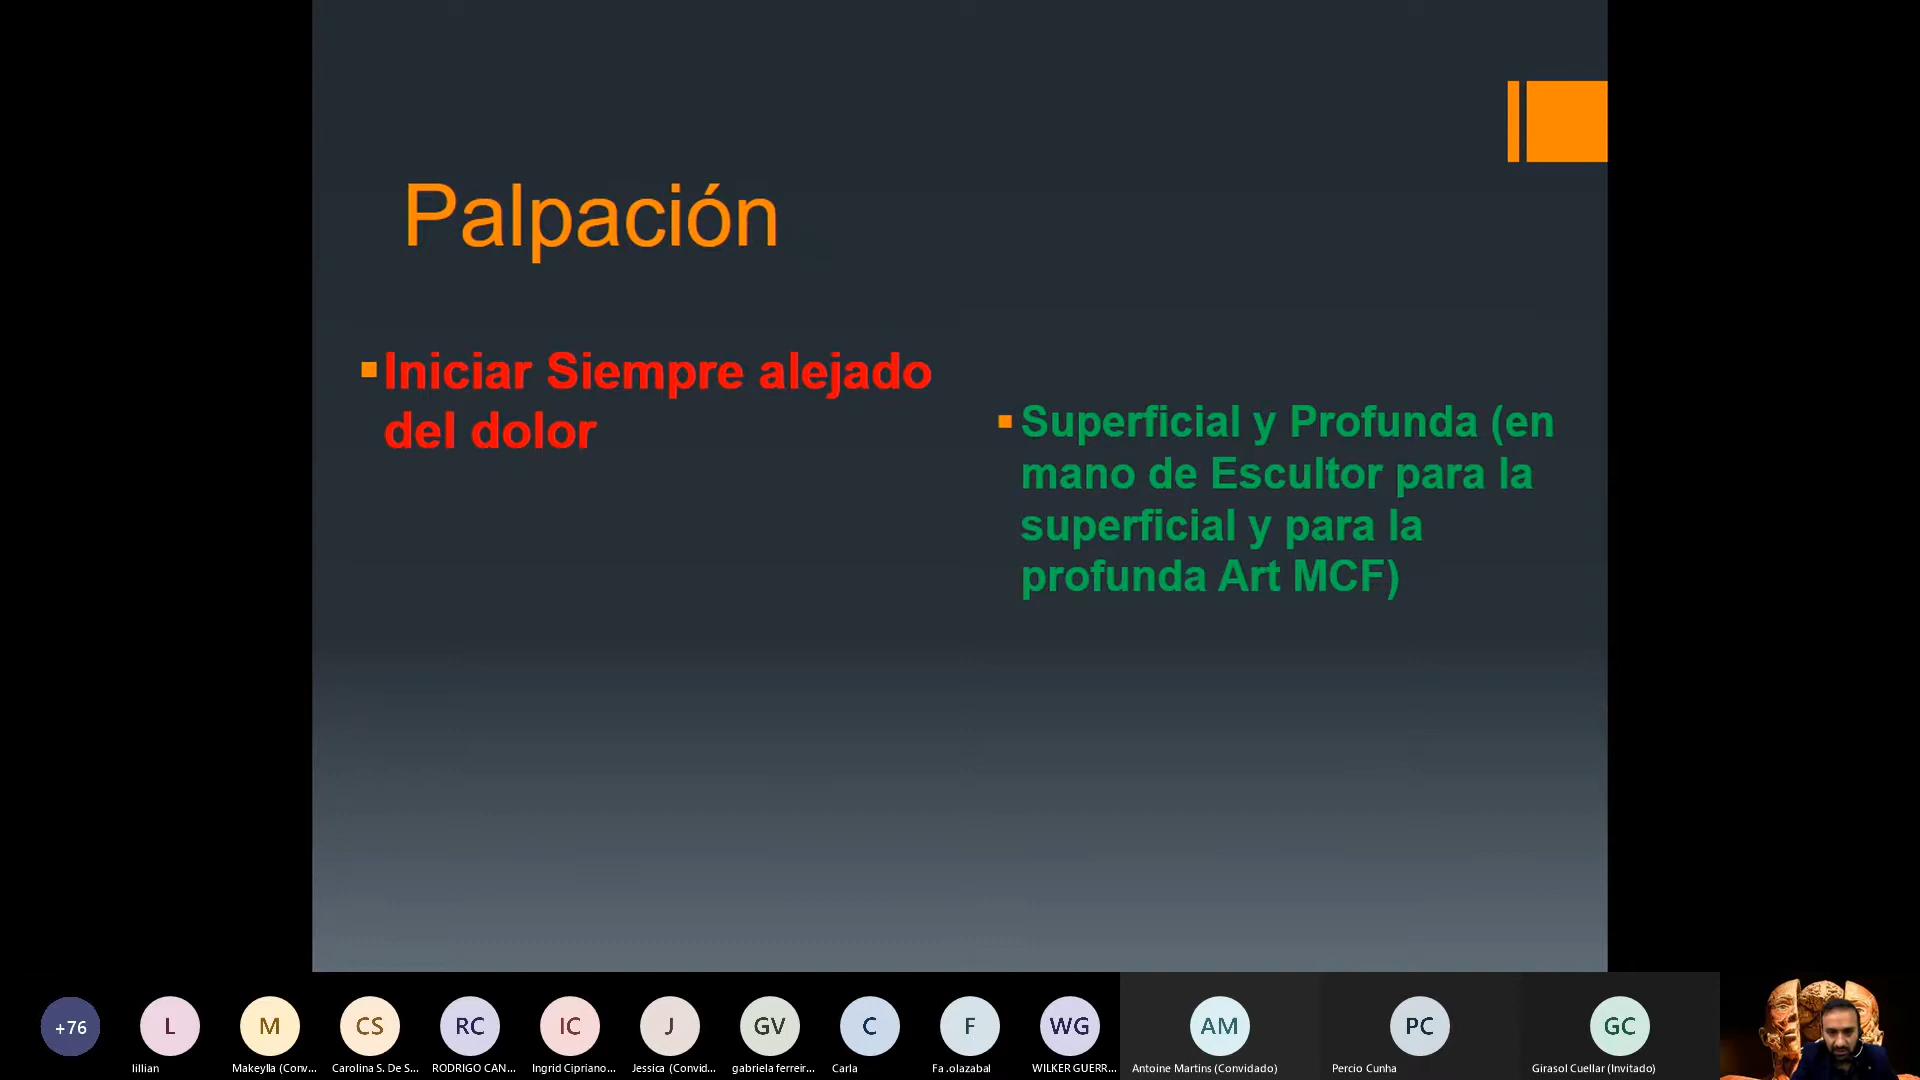 Palpación
Iniciar Siempre alejado
del dolor
Superficial y Profunda (en
mano de Escultor para la
superficial y para la
profunda Art MCF)
+76
L
M
CS
RC
IC
J
GV
C
F
WG
AM
PC
GC
lillian
Makeylla (Conv...
Carolina S. De S...
RODRIGO CAN...
Ingrid Cipriano...
Jessica (Convid...
gabriela ferreir...
Carla
Fa .olazabal
WILKER GUERR...
Antoine Martins (Convidado)
Percio Cunha
Girasol Cuellar (Invitado)